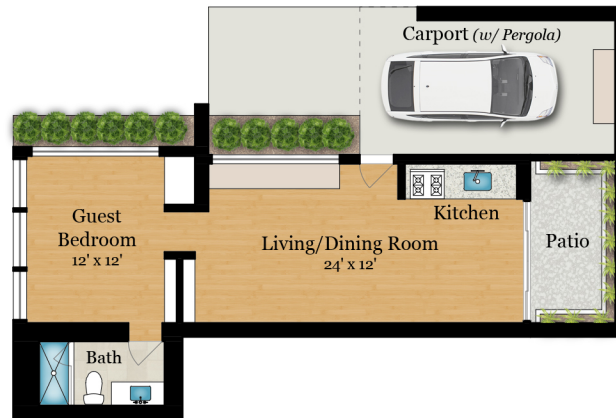 Carport (w/ Pergola)
Kitchen
Guest
Bedroom
12' x 12'
Living/Dining Room
24' x 12'
Patio
Bath